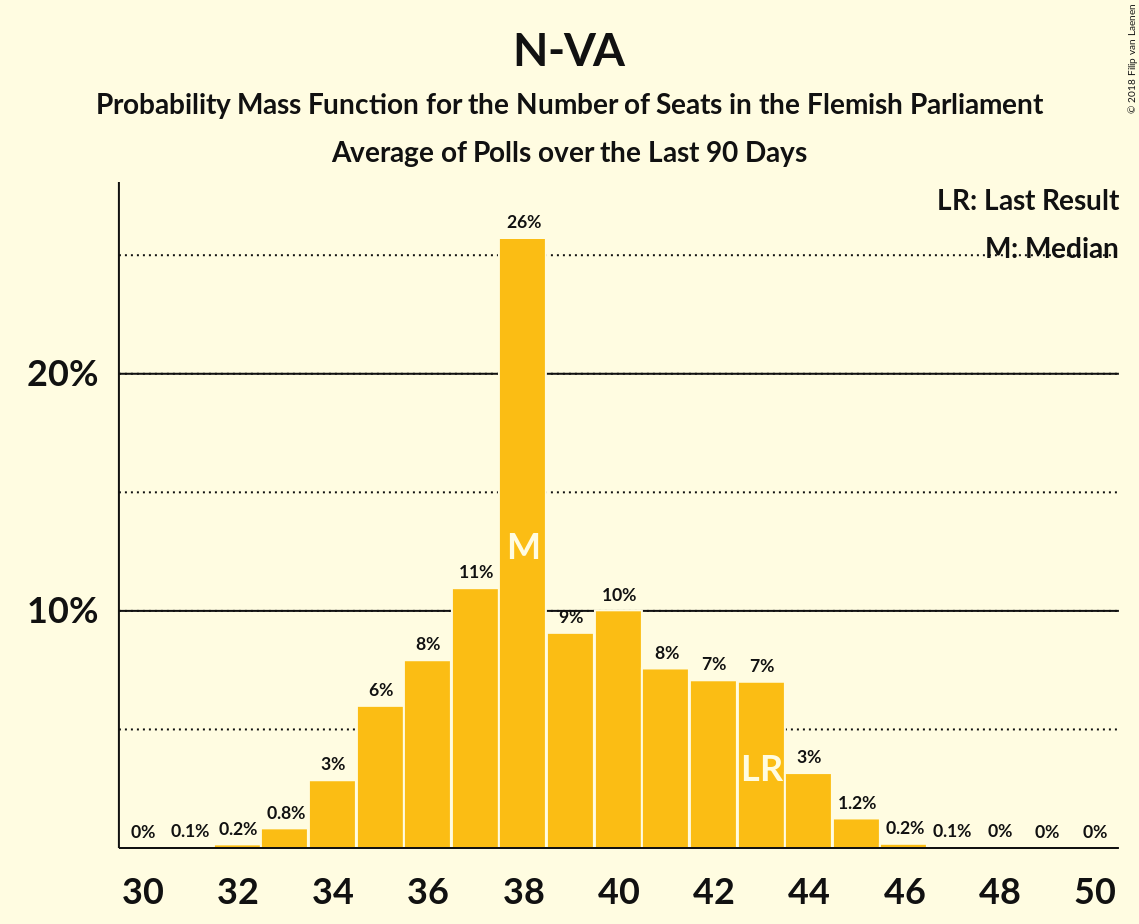 N-VA
Probability Mass Function for the Number of Seats in the Flemish Parliament
Average of Polls over the Last 90 Days
© 2018 Filip van Laenen
LR: Last Result
M: Median
20%
10%
0%
0.1%
0.2%
0.8%
3%
6%
8%
11%
26%
9%
10%
8%
7%
7%
3%
1.2%
0.2%
0.1%
0%
0%
0%
M
LR
30 32 34 36 38 40 42 44 46 48 50